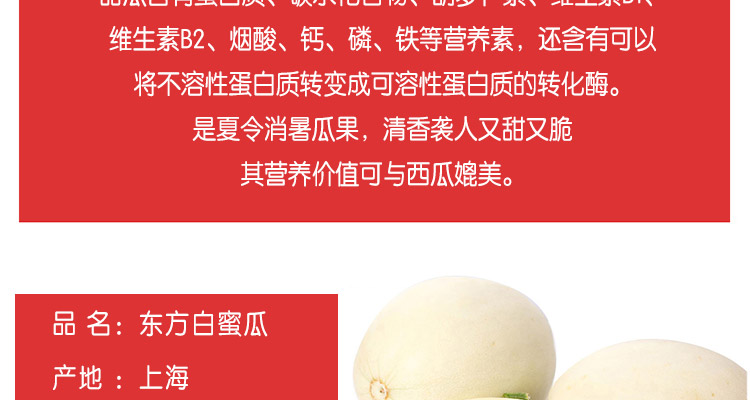 维生素B2、烟酸、钙、磷、铁等营养素，还含有可以
将不溶性蛋白质转变成可溶性蛋白质的转化酶。
是夏令消暑瓜果，清香袭人又甜又脆
其营养价值可与西瓜媲美。
品 名：东方白蜜瓜
产地 ：上海